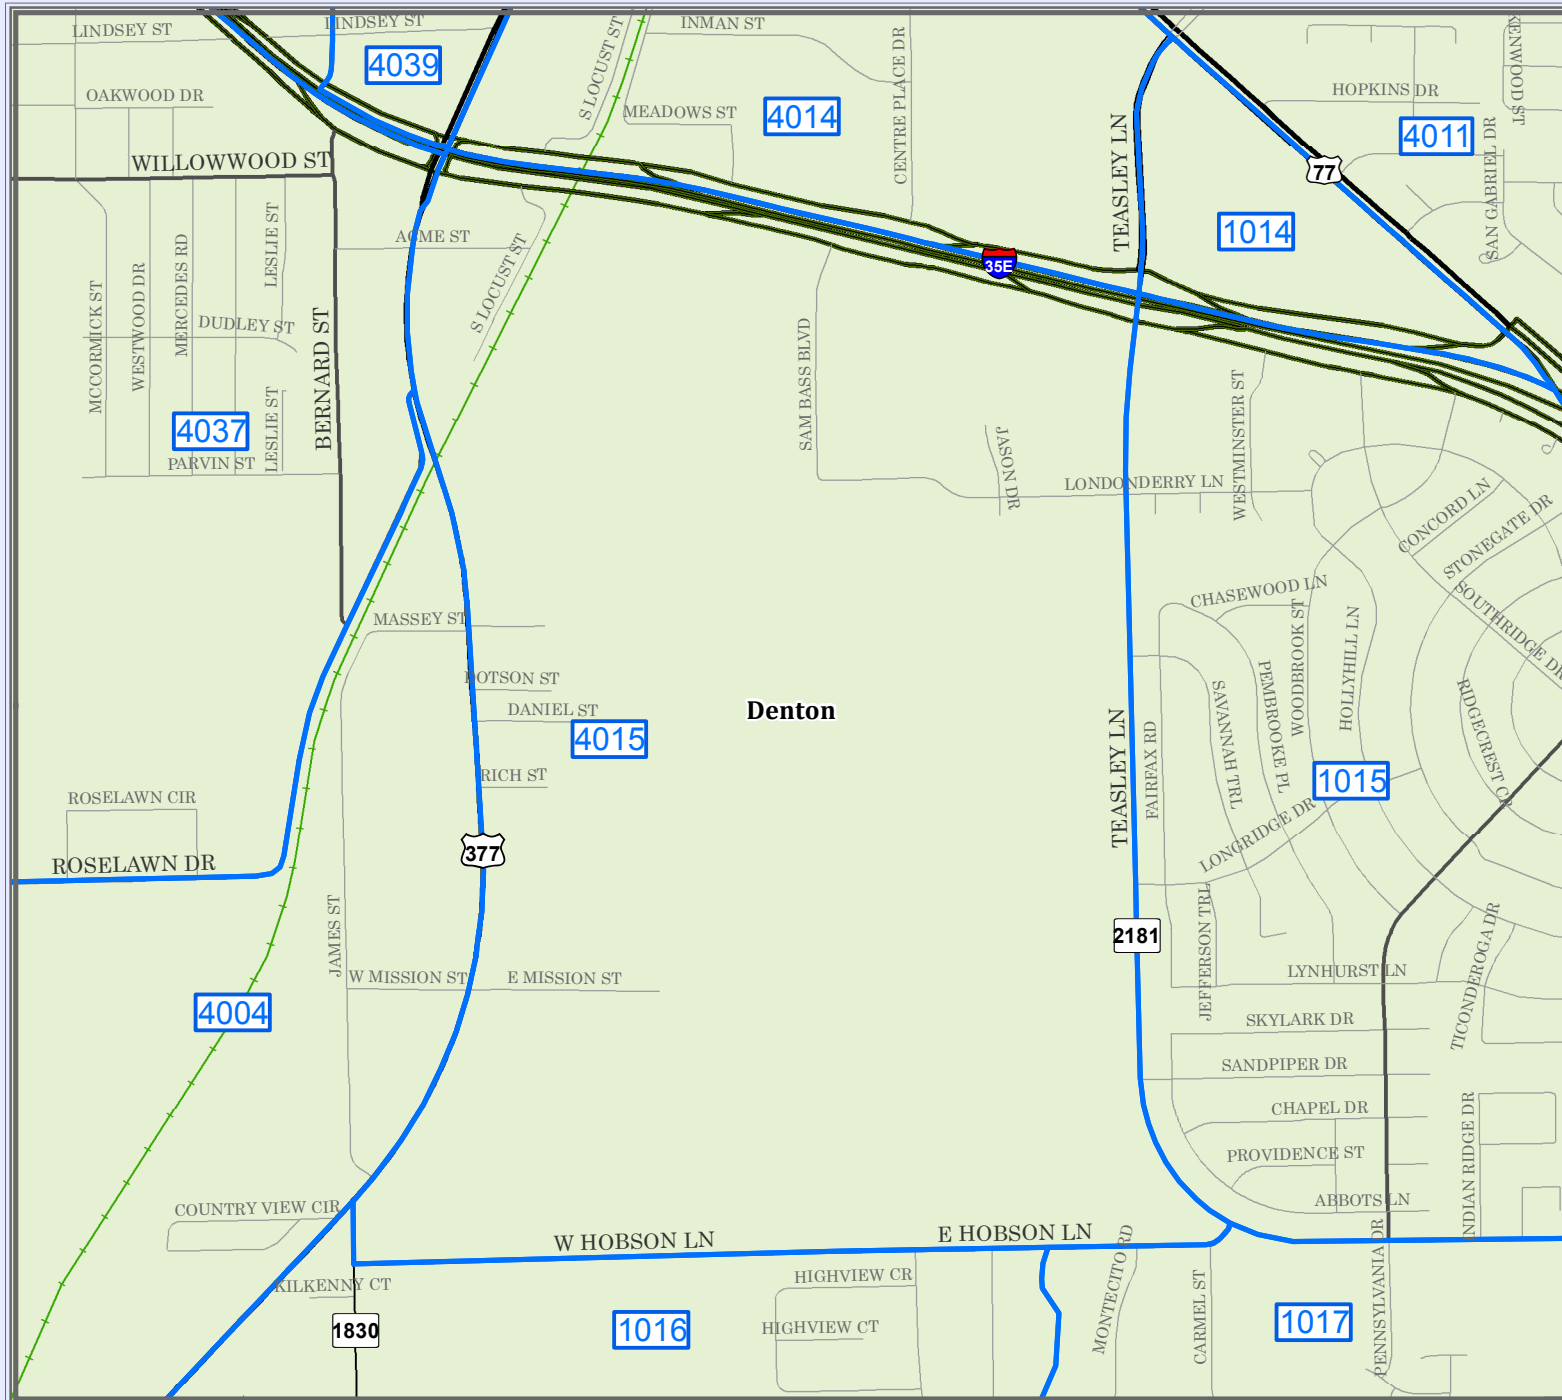 LINDSEY ST
LINDSEY ST
INMAN ST
4039
S LOCUST ST
CENTRE PLACE DR
KENWOOD ST
OAKWOOD DR
HOPKINS DR
MEADOWS ST
4014
4011
TEASLEY LN
WILLOWWOOD ST
77
SAN GABRIEL DR
1014
LESLIE ST
ACME ST
35E
MERCEDES RD
WESTWOOD DR
MCCORMICK ST
S LOCUST ST
DUDLEY ST
BERNARD ST
SAM BASS BLVD
WESTMINSTER ST
4037
LESLIE ST
PARVIN ST
JASON DR
LONDONDERRY LN
CONCORD LN
STONEGATE DR
CHASEWOOD LN
SOUTHRIDGE DR
MASSEY ST
WOODBROOK ST
HOLLYHILL LN
DOTSON ST
PEMBROOKE PL
SAVANNAH TRL
RIDGECREST CR
DANIEL ST
Denton
4015
TEASLEY LN
FAIRFAX RD
1015
RICH ST
ROSELAWN CIR
LONGRIDGE DR
377
ROSELAWN DR
JAMES ST
2181
JEFFERSON TRL
TICONDEROGA DR
W MISSION ST
E MISSION ST
LYNHURST LN
4004
SKYLARK DR
SANDPIPER DR
CHAPEL DR
INDIAN RIDGE DR
PROVIDENCE ST
COUNTRY VIEW CIR
ABBOTS LN
W HOBSON LN
E HOBSON LN
MONTECITO RD
PENNSYLVANIA DR
KILKENNY CT
HIGHVIEW CR
CARMEL ST
1830
1016
HIGHVIEW CT
1017